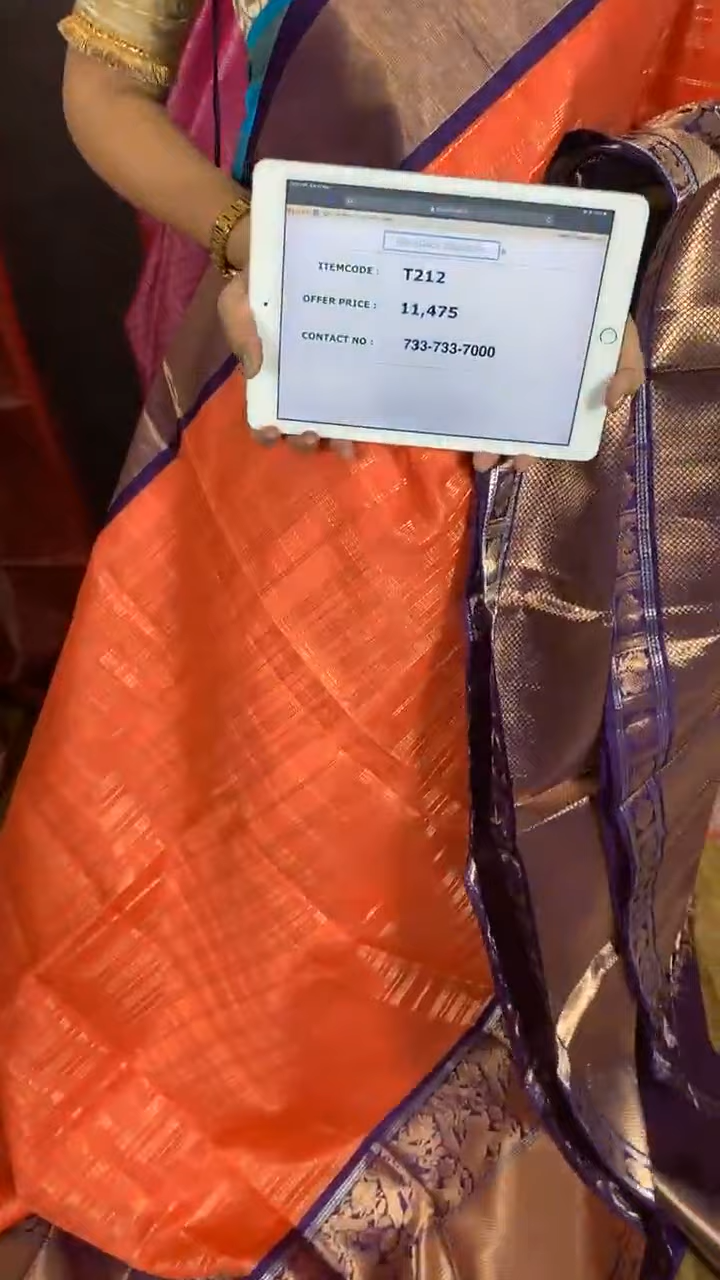 ITEMCODE : T212
OFFER PRICE : 11,475
CONTACT NO : 733-733-7000